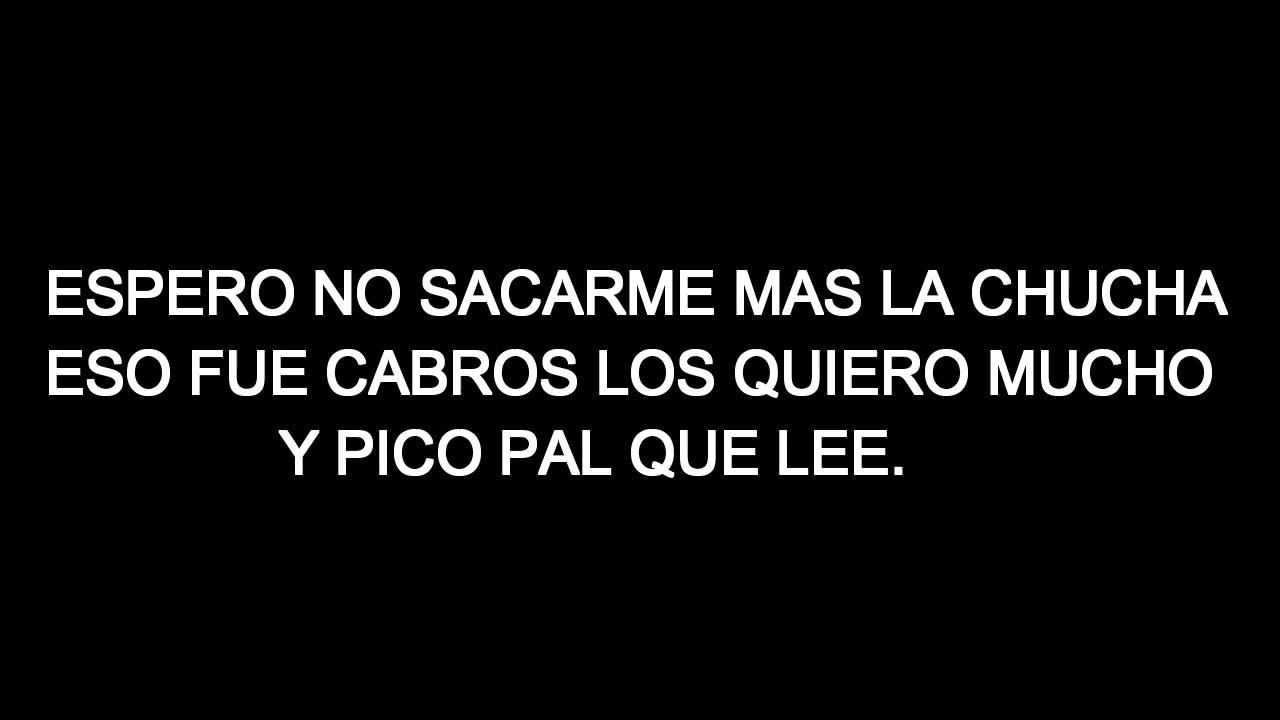 ESPERO NO SACARME MAS LA CHUCHA
ESO FUE CABROS LOS QUIERO MUCHO
Y PICO PAL QUE LEE.